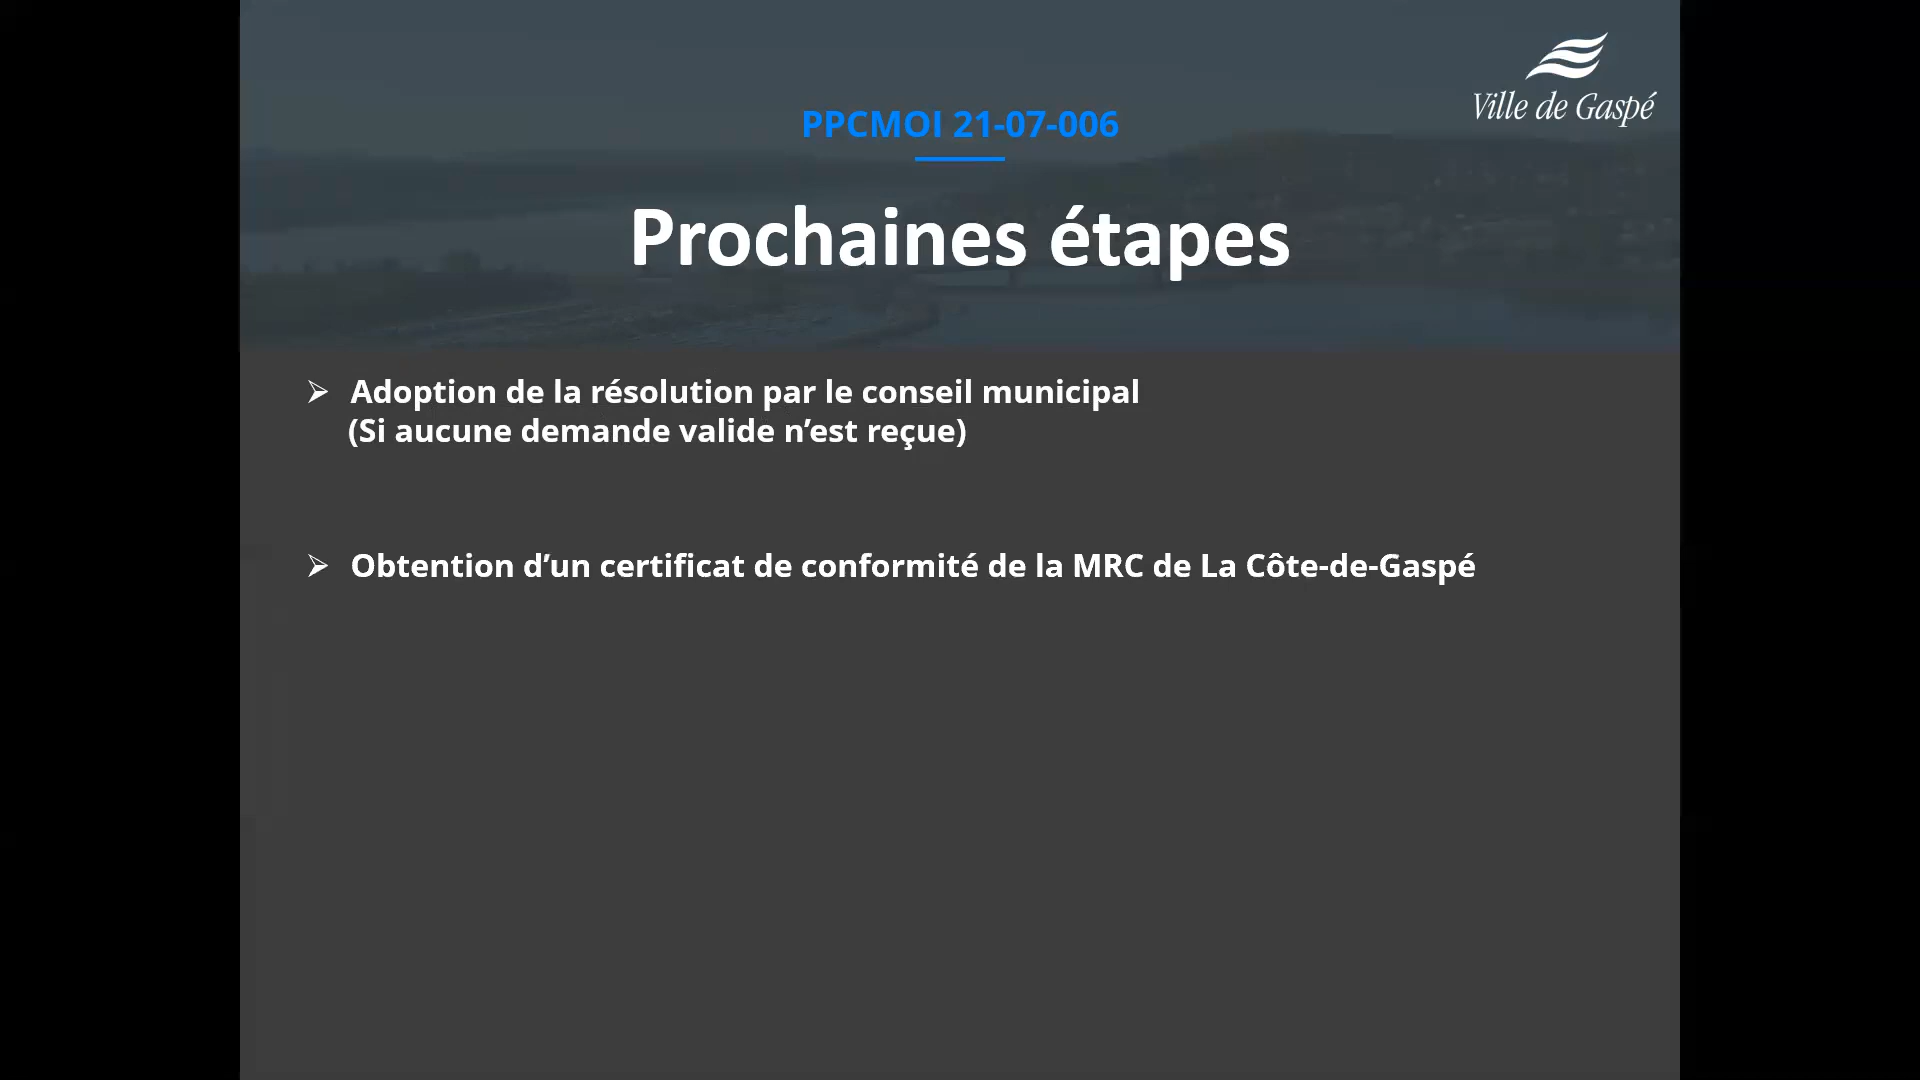 Ville de Gaspé
PPCMOI 21-07-006
Prochaines étapes
➢ Adoption de la résolution par le conseil municipal
(Si aucune demande valide n’est reçue)
➢ Obtention d’un certificat de conformité de la MRC de La Côte-de-Gaspé